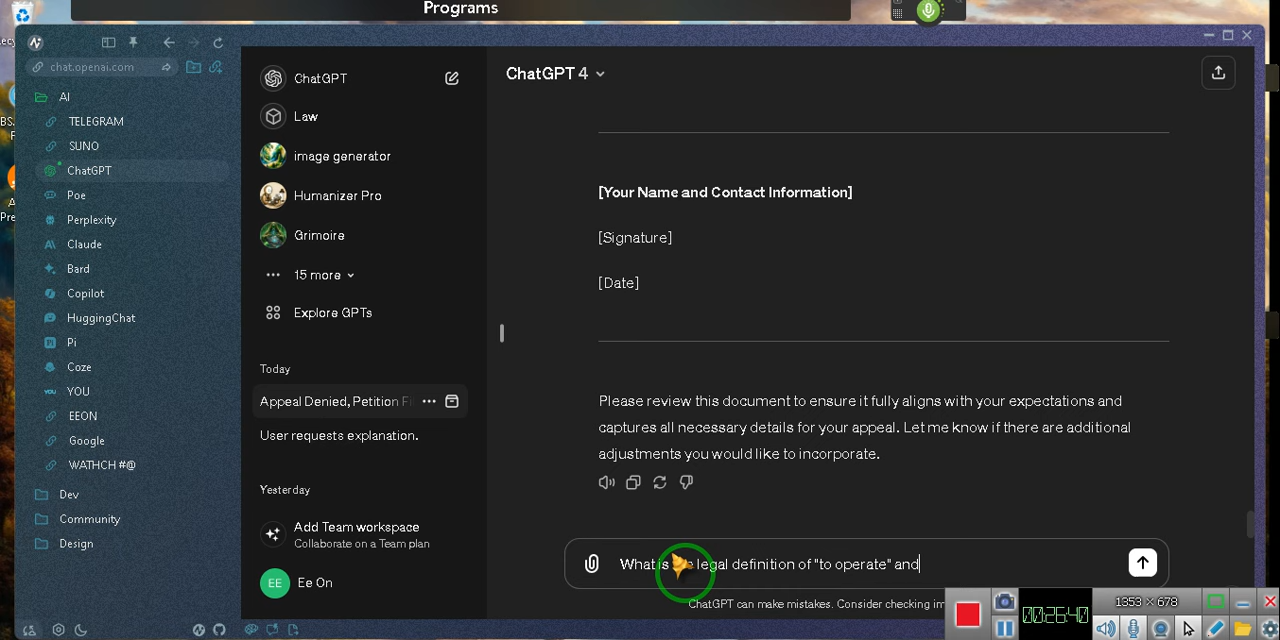 Programs
chat.openai.com
AI
TELEGRAM
SUNO
ChatGPT
Poe
Perplexity
Claude
Bard
Copilot
HuggingChat
Pi
Coze
YOU
EEON
Google
WATHCH #@
Dev
Community
Design
ChatGPT
Law
image generator
Humanizer Pro
Grimoire
15 more
Explore GPTs
Today
Appeal Denied, Petition
User requests explanation.
Yesterday
Add Team workspace
Collaborate on a Team plan
EE
Ee On
ChatGPT 4
[Your Name and Contact Information]
[Signature]
[Date]
Please review this document to ensure it fully aligns with your expectations and
captures all necessary details for your appeal. Let me know if there are additional
adjustments you would like to incorporate.
What is legal definition of "to operate" and
ChatGPT can make mistakes. Consider checking
1353 × 678
00:26:40